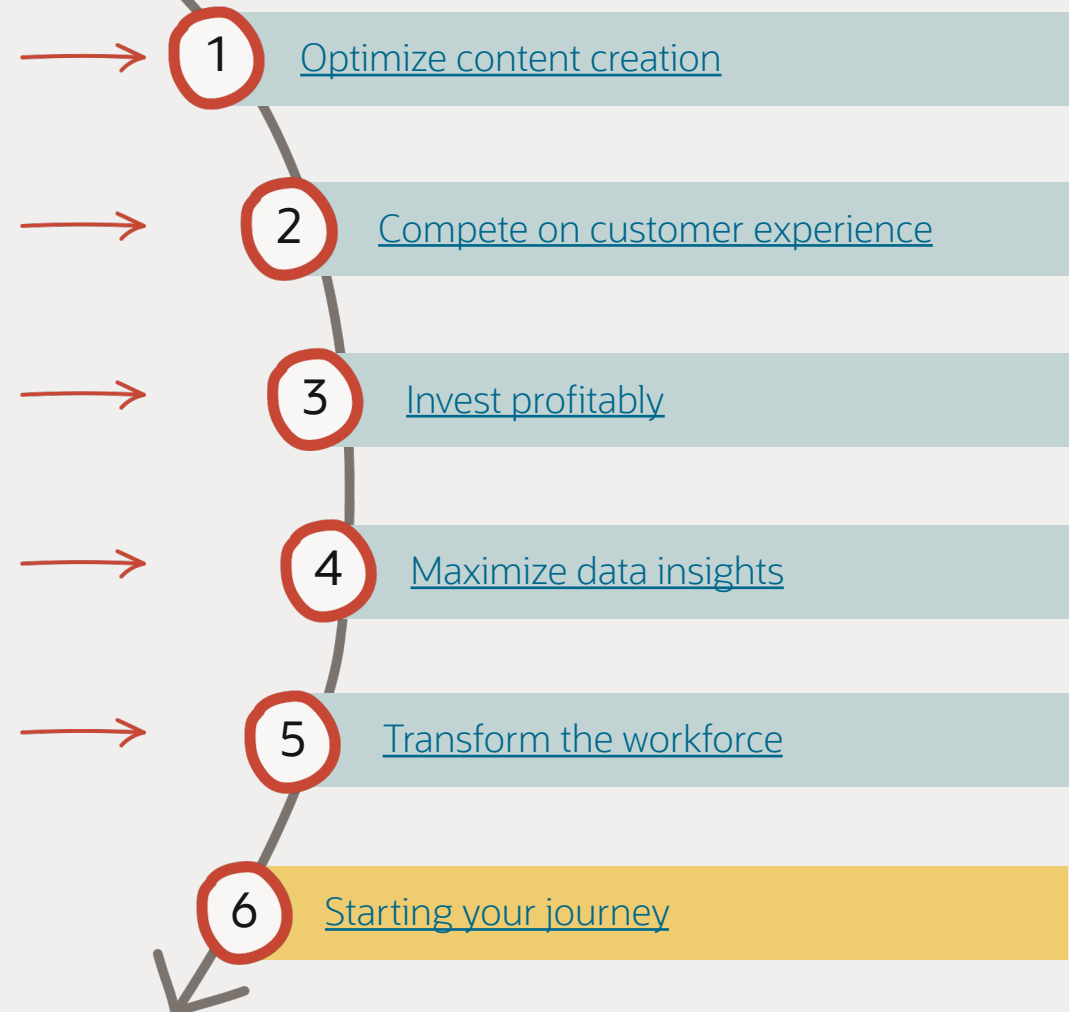 1 Optimize content creation
2 Compete on customer experience
3 Invest profitably
4 Maximize data insights
5 Transform the workforce
6 Starting your journey